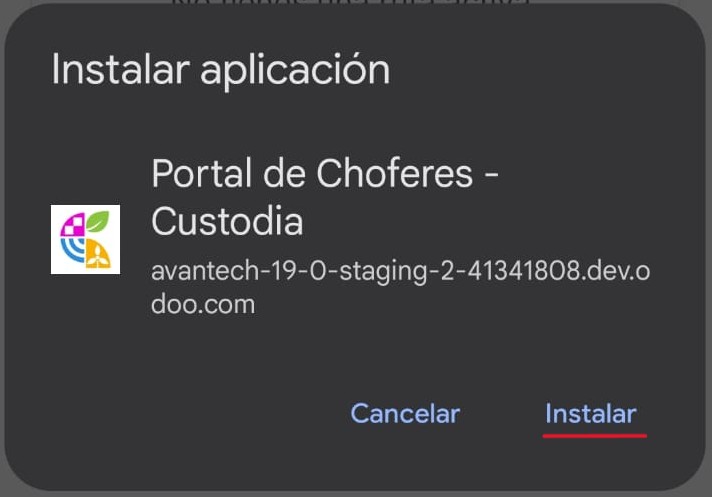 Instalar aplicación
Portal de Choferes -
Custodia
avantech-19-0-staging-2-41341808.dev.o
doo.com
Cancelar
Instalar